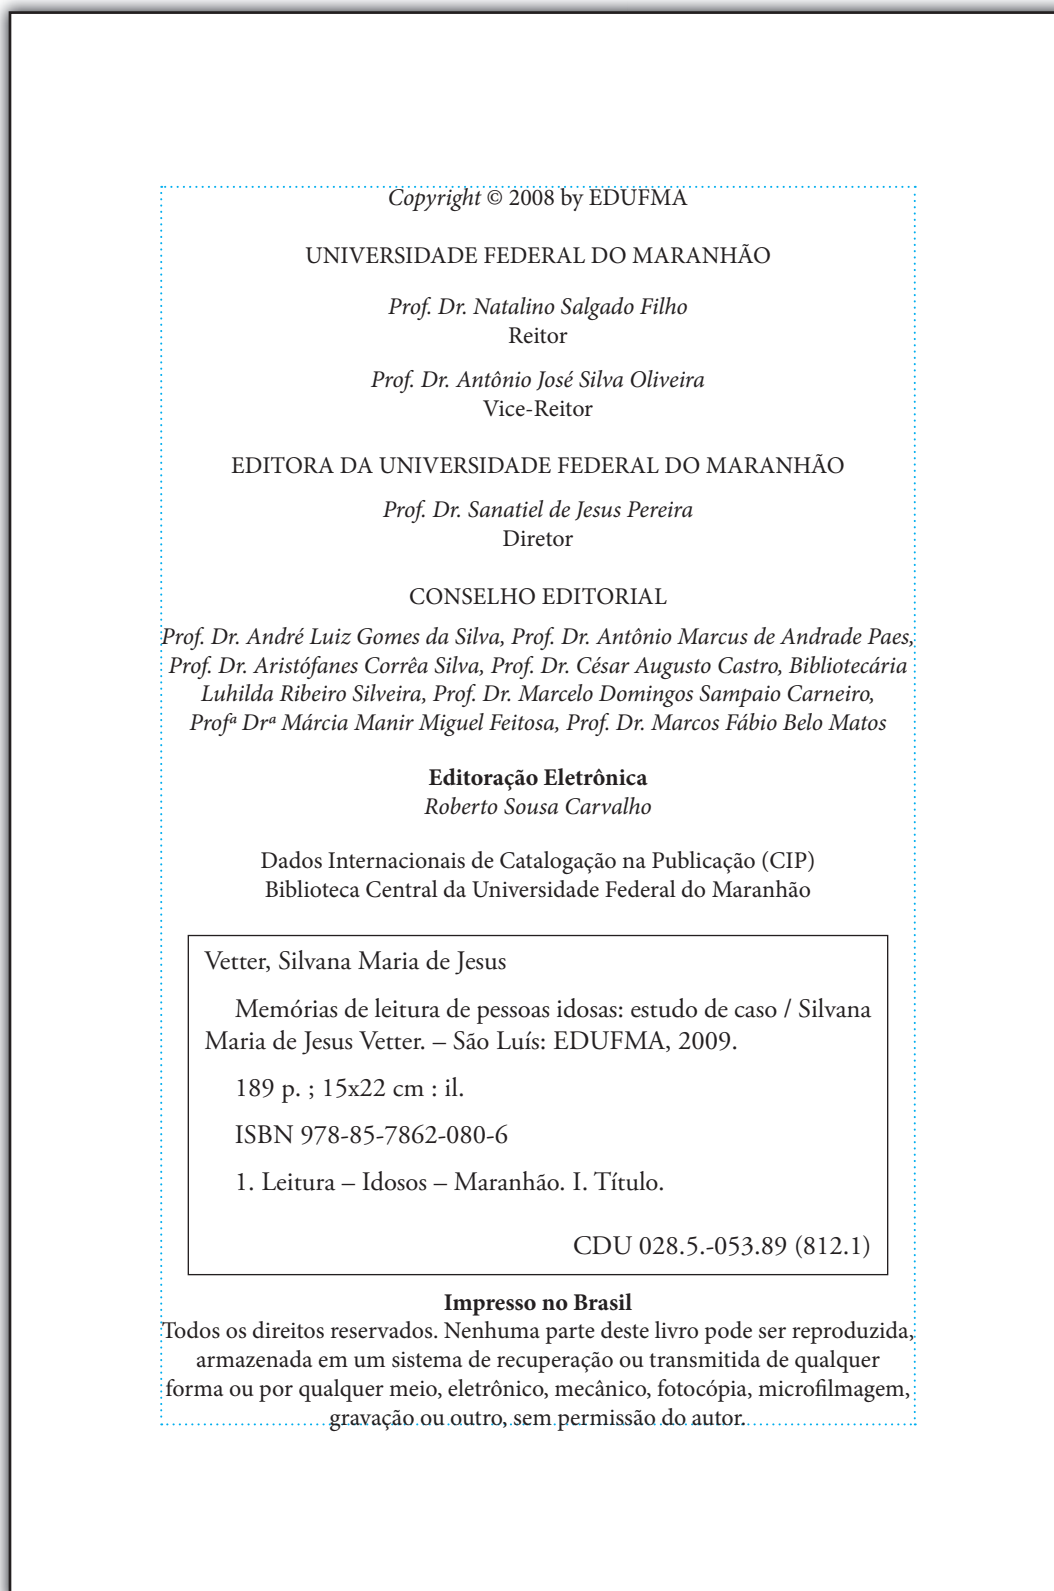 Copyright © 2008 by EDUFMA
UNIVERSIDADE FEDERAL DO MARANHÃO
Prof. Dr. Natalino Salgado Filho
Reitor
Prof. Dr. Antônio José Silva Oliveira
Vice-Reitor
EDITORA DA UNIVERSIDADE FEDERAL DO MARANHÃO
Prof. Dr. Sanatiel de Jesus Pereira
Diretor
CONSELHO EDITORIAL
Prof. Dr. André Luiz Gomes da Silva, Prof. Dr. Antônio Marcus de Andrade Paes,
Prof. Dr. Aristófanes Corrêa Silva, Prof. Dr. César Augusto Castro, Bibliotecária
Luhilda Ribeiro Silveira, Prof. Dr. Marcelo Domingos Sampaio Carneiro,
Profª Drª Márcia Manir Miguel Feitosa, Prof. Dr. Marcos Fábio Belo Matos
Editoração Eletrônica
Roberto Sousa Carvalho
Dados Internacionais de Catalogação na Publicação (CIP)
Biblioteca Central da Universidade Federal do Maranhão
Vetter, Silvana Maria de Jesus
Memórias de leitura de pessoas idosas: estudo de caso / Silvana
Maria de Jesus Vetter. – São Luís: EDUFMA, 2009.
189 p. ; 15x22 cm : il.
ISBN 978-85-7862-080-6
1. Leitura – Idosos – Maranhão. I. Título.
CDU 028.5.-053.89 (812.1)
Impresso no Brasil
Todos os direitos reservados. Nenhuma parte deste livro pode ser reproduzida,
armazenada em um sistema de recuperação ou transmitida de qualquer
forma ou por qualquer meio, eletrônico, mecânico, fotocópia, microfilmagem,
gravação ou outro, sem permissão do autor.